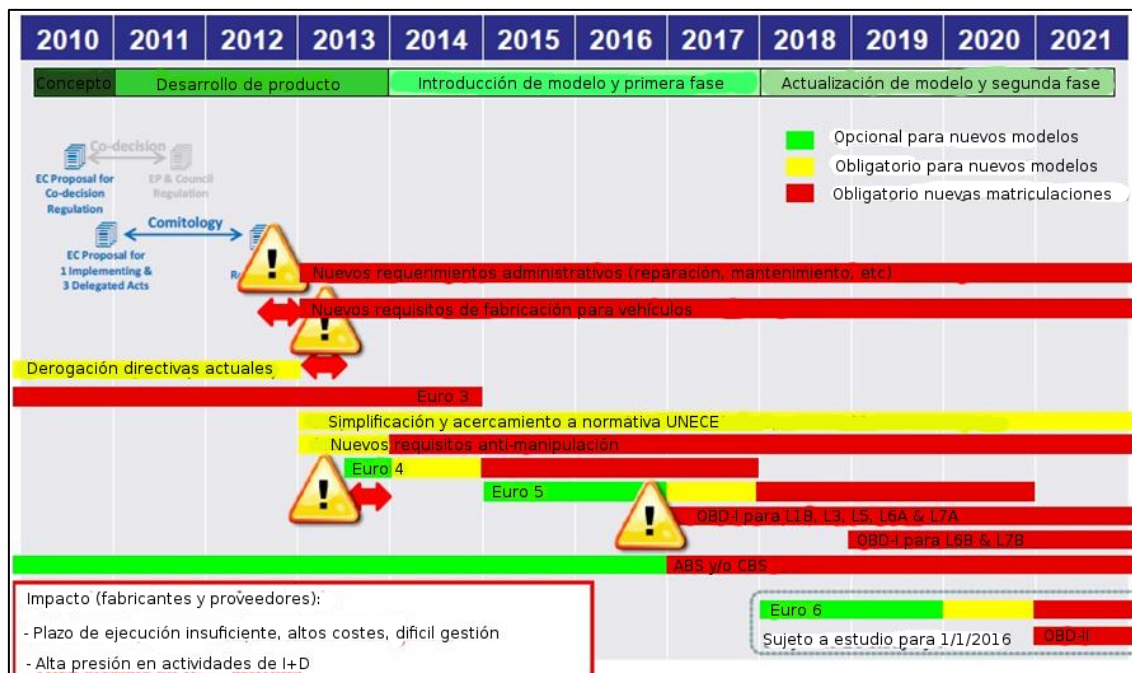 2010 2011 2012 2013 2014 2015 2016 2017 2018 2019 2020 2021
Concepto Desarrollo de producto Introducción de modelo y primera fase Actualización de modelo y segunda fase
Opcional para nuevos modelos
Obligatorio para nuevos modelos
Obligatorio nuevas matriculaciones
Co-decision
EC Proposal for
Co-decision
Regulation
EP & Council
Regulation
Comitology
EC Proposal for
1 Implementing &
3 Delegated Acts
!
Nuevos requerimientos administrativos (reparación, mantenimiento, etc)
Nuevos requisitos de fabricación para vehículos
!
Derogación directivas actuales
Euro 3
Simplificación y acercamiento a normativa UNECE
Nuevos requisitos anti-manipulación
Euro 4
!
Euro 5
!
OBD-I para L1B, L3, L5, L6A & L7A
OBD-I para L6B & L7B
ABS y/o CBS
Impacto (fabricantes y proveedores):
- Plazo de ejecución insuficiente, altos costes, dificil gestión
- Alta presión en actividades de I+D
Euro 6
Sujeto a estudio para 1/1/2016
OBD-II